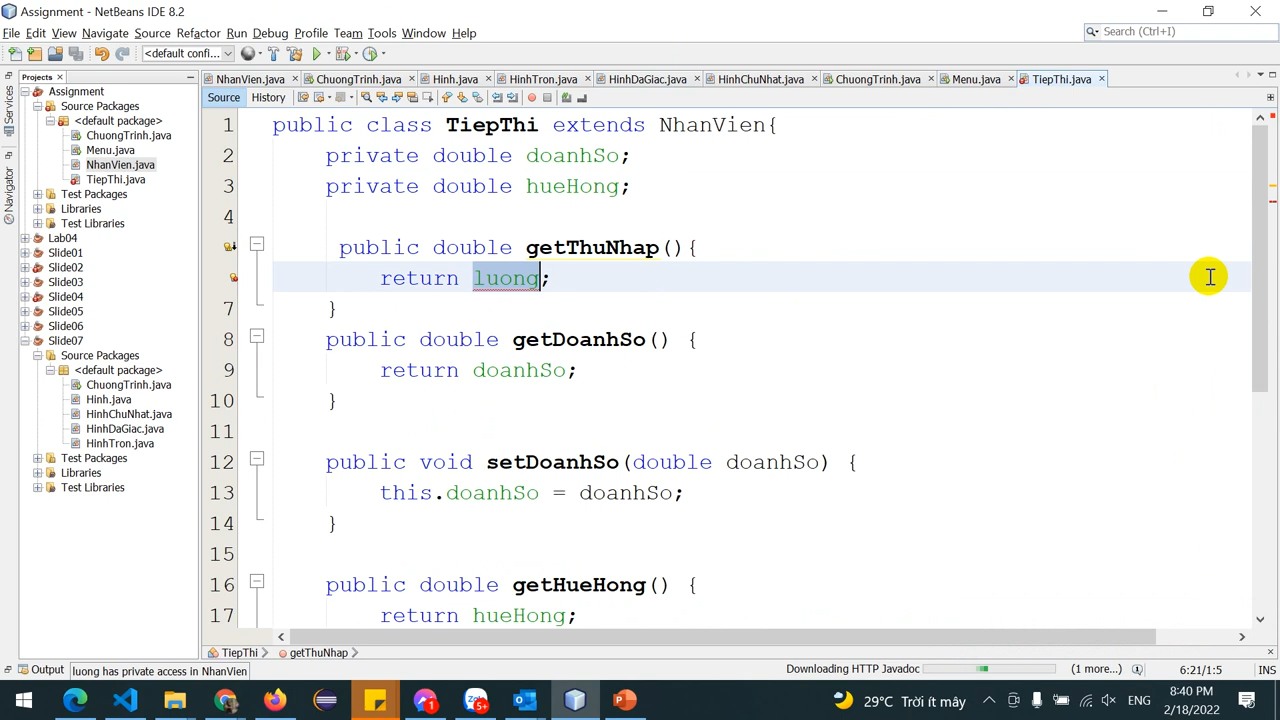 Assignment - NetBeans IDE 8.2
File Edit View Navigate Source Refactor Run Debug Profile Team Tools Window Help
Search (Ctrl+I)
<default confi...
Projects
NhanVien.java ChuongTrinh.java Hinh.java HinhTron.java HinhDaGiac.java HinhChuNhat.java ChuongTrinh.java Menu.java TiepThi.java
Services
Navigator
Assignment
Source Packages
<default package>
ChuongTrinh.java
Menu.java
NhanVien.java
TiepThi.java
Test Packages
Libraries
Test Libraries
Lab04
Slide01
Slide02
Slide03
Slide04
Slide05
Slide06
Slide07
Source Packages
<default package>
ChuongTrinh.java
Hinh.java
HinhChuNhat.java
HinhDaGiac.java
HinhTron.java
Test Packages
Libraries
Test Libraries
Source History
1 public class TiepThi extends NhanVien{
2 private double doanhSo;
3 private double hueHong;
4
public double getThuNhap(){
return luong;
7 }
8 public double getDoanhSo() {
9 return doanhSo;
10 }
11
12 public void setDoanhSo(double doanhSo) {
13 this.doanhSo = doanhSo;
14 }
15
16 public double getHueHong() {
17 return hueHong;
TiepThi getThuNhap
Output
luong has private access in NhanVien
Downloading HTTP Javadoc (1 more...) 6:21/1:5 INS
1
5+
29°C Trời ít mây
ENG
8:40 PM
2/18/2022